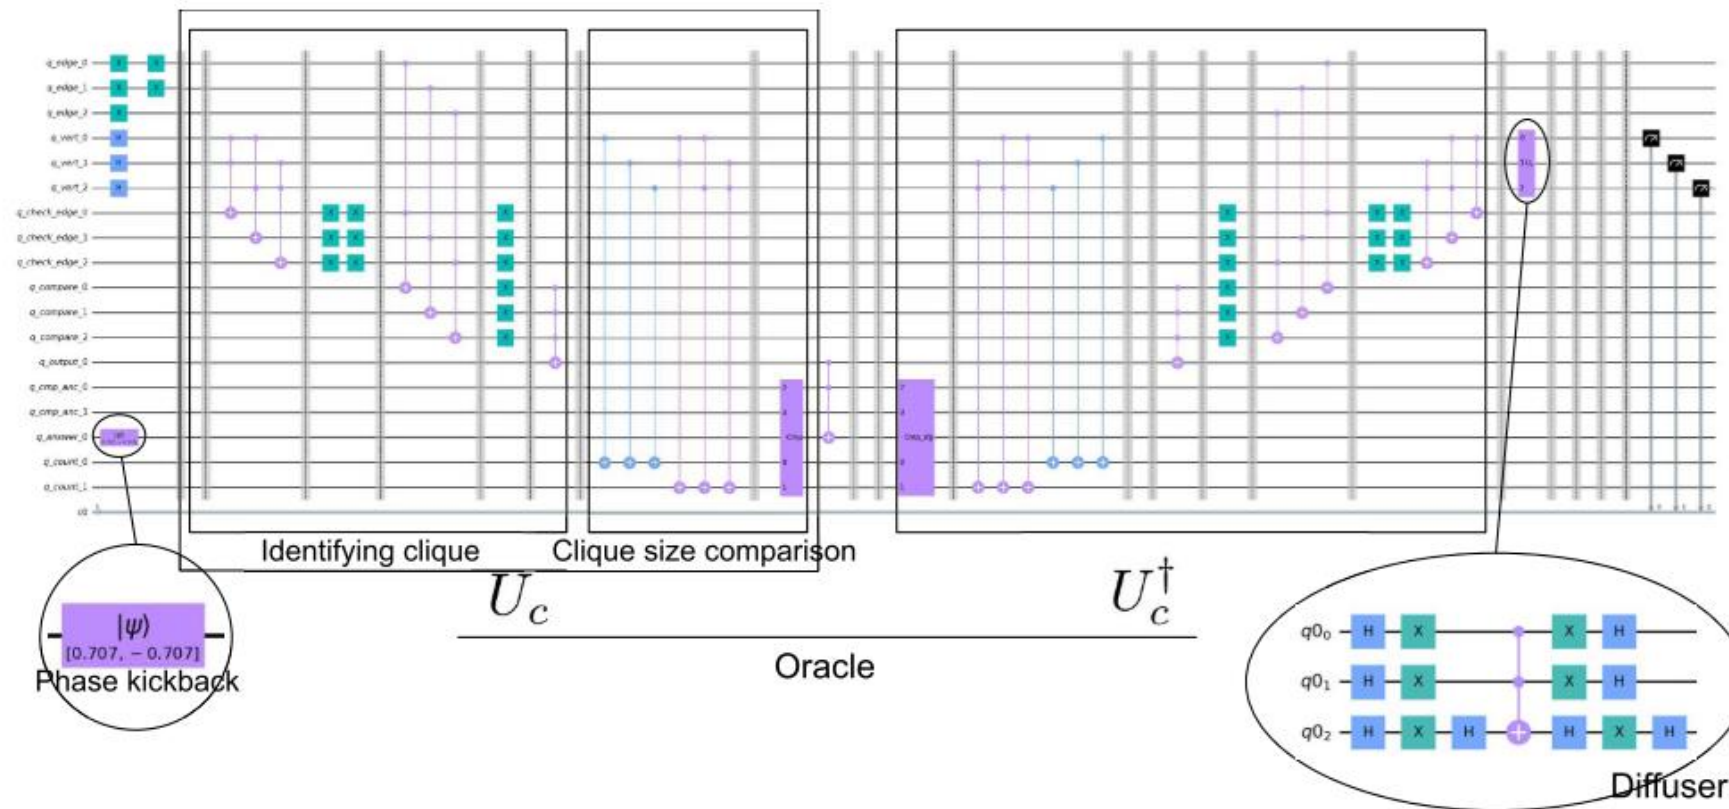 q_edge_0
q_edge_1
q_edge_2
q_vert_0
q_vert_1
q_vert_2
q_check_edge_0
q_check_edge_1
q_check_edge_2
q_compare_0
q_compare_1
q_compare_2
q_output_0
q_cmp_anc_0
q_cmp_anc_1
q_answer_0
q_count_0
q_count_1
Identifying clique
Clique size comparison
U_c
U_c^†
Oracle
|ψ⟩
[0.707, − 0.707]
Phase kickback
q0₀ H X X H
q0₁ H X X H
q0₂ H X H H X H
Diffuser